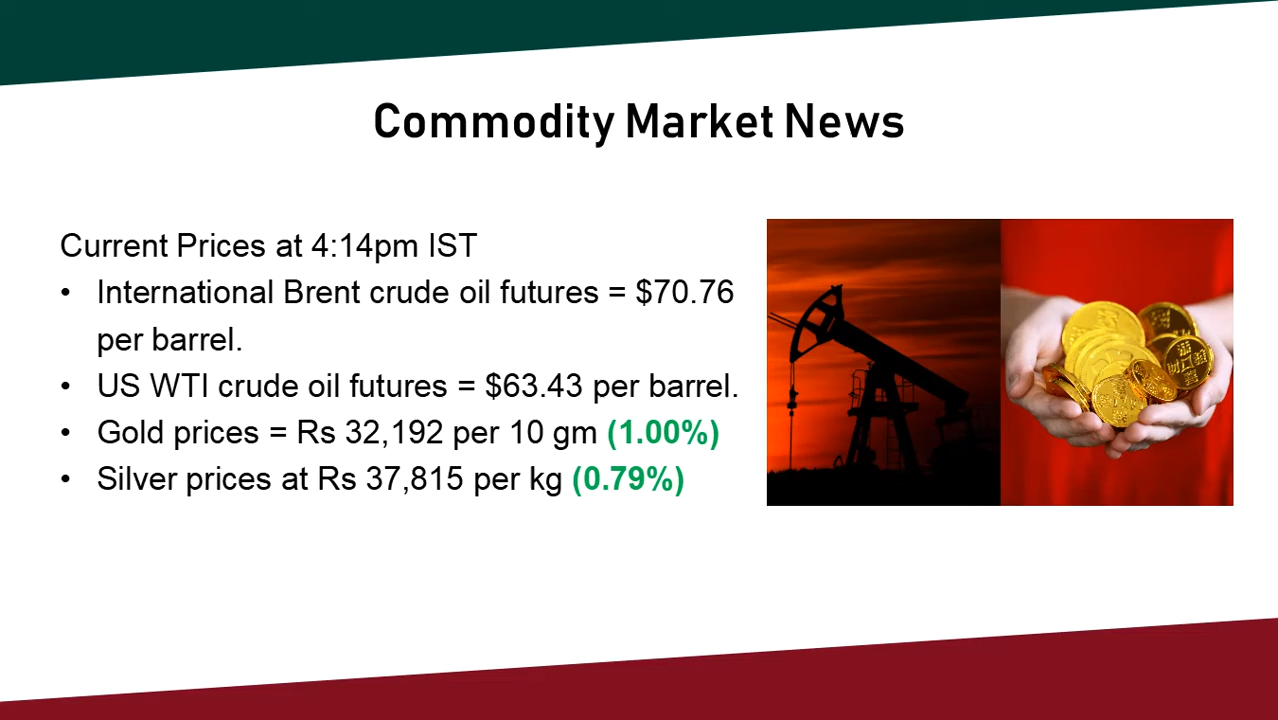 Commodity Market News
Current Prices at 4:14pm IST
• International Brent crude oil futures = $70.76
per barrel.
• US WTI crude oil futures = $63.43 per barrel.
• Gold prices = Rs 32,192 per 10 gm (1.00%)
• Silver prices at Rs 37,815 per kg (0.79%)